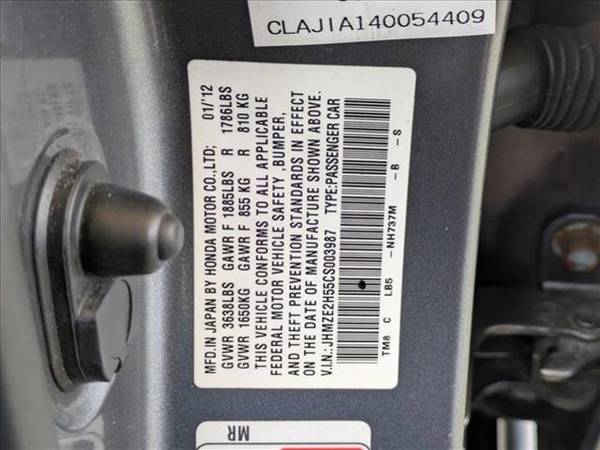 CLAJIA140054409
MFD.IN JAPAN BY HONDA MOTOR CO.,LTD; 01/'12
GVWR 3638LBS GAWR F 1885LBS R 1786LBS
GVWR 1650KG GAWR F 855 KG R 810 KG
THIS VEHICLE CONFORMS TO ALL APPLICABLE
FEDERAL MOTOR VEHICLE SAFETY ,BUMPER,
AND THEFT PREVENTION STANDARDS IN EFFECT
ON THE DATE OF MANUFACTURE SHOWN ABOVE.
V.I.N.: JHMZE2H55CS003987 TYPE:PASSENGER CAR
TM8 C LB5 -NH737M -B -S
MR